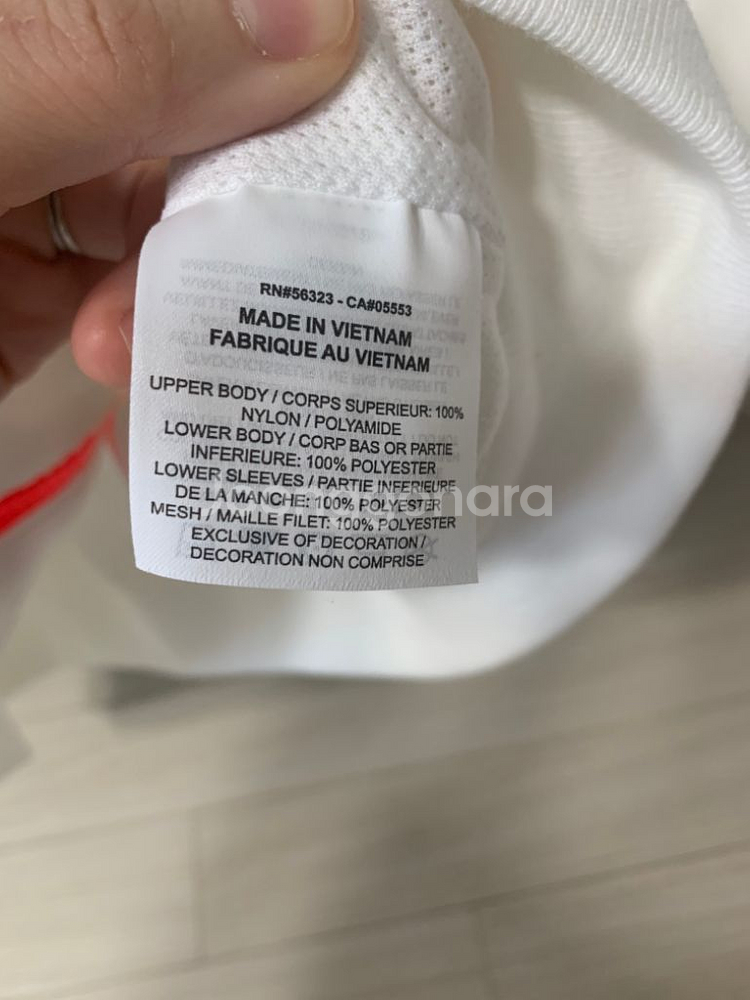 RN#56323 - CA#05553
MADE IN VIETNAM
FABRIQUE AU VIETNAM
UPPER BODY / CORPS SUPERIEUR: 100%
NYLON / POLYAMIDE
LOWER BODY / CORP BAS OR PARTIE
INFERIEURE: 100% POLYESTER
LOWER SLEEVES / PARTIE INFERIEURE
DE LA MANCHE: 100% POLYESTER
MESH / MAILLE FILET: 100% POLYESTER
EXCLUSIVE OF DECORATION /
DECORATION NON COMPRISE